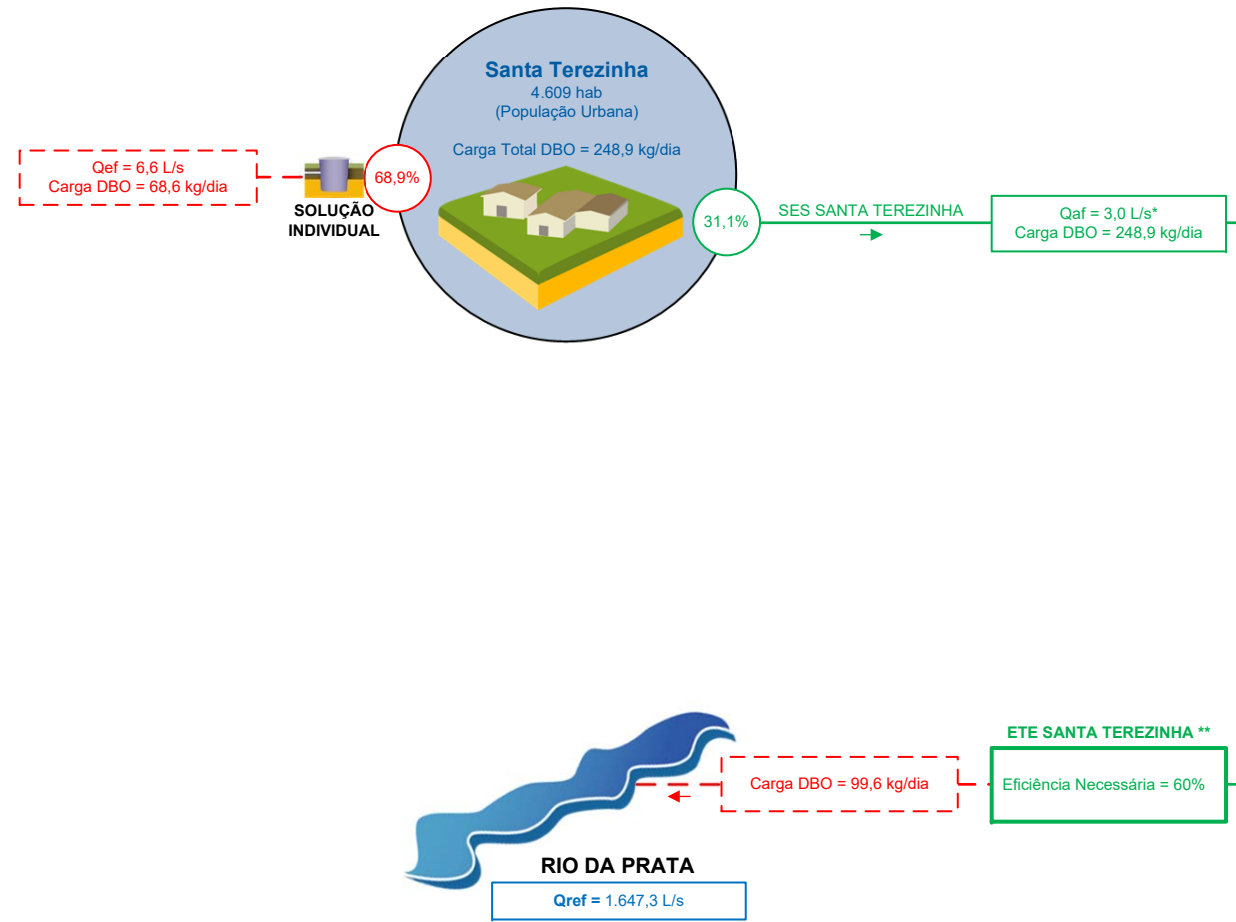 Santa Terezinha
4.609 hab
(População Urbana)
Carga Total DBO = 248,9 kg/dia
Qef = 6,6 L/s
Carga DBO = 68,6 kg/dia
SOLUÇÃO
INDIVIDUAL
68,9%
31,1%
SES SANTA TEREZINHA
Qaf = 3,0 L/s*
Carga DBO = 248,9 kg/dia
ETE SANTA TEREZINHA **
Eficiência Necessária = 60%
Carga DBO = 99,6 kg/dia
RIO DA PRATA
Qref = 1.647,3 L/s